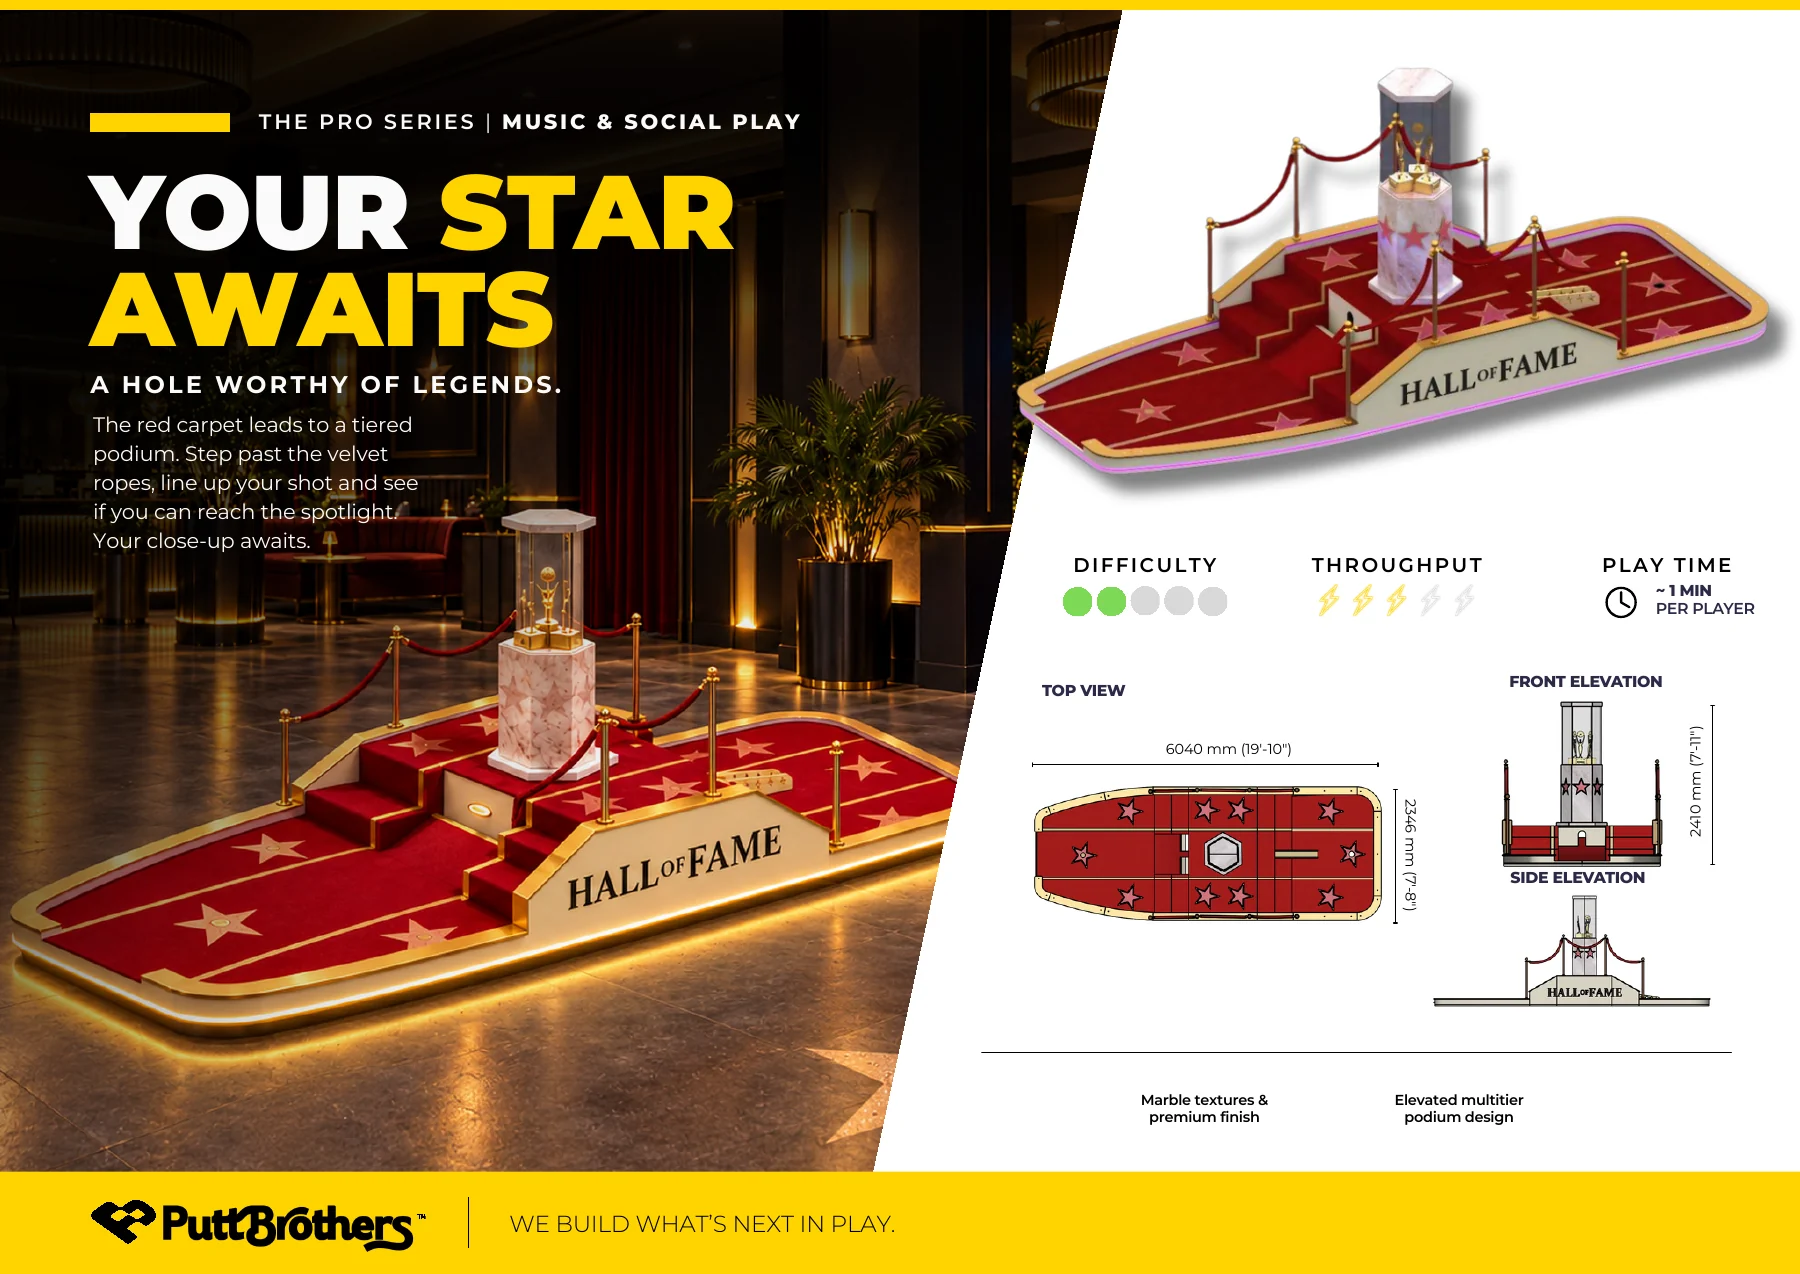 THE PRO SERIES | MUSIC & SOCIAL PLAY
YOUR STAR
AWAITS
A HOLE WORTHY OF LEGENDS.
The red carpet leads to a tiered
podium. Step past the velvet
ropes, line up your shot and see
if you can reach the spotlight.
Your close-up awaits.
HALL OF FAME
HALL OF FAME
DIFFICULTY
THROUGHPUT
PLAY TIME
~ 1 MIN
PER PLAYER
TOP VIEW
6040 mm (19'-10")
2346 mm (7'-8")
FRONT ELEVATION
2410 mm (7'-11")
SIDE ELEVATION
HALL OF FAME
Marble textures &
premium finish
Elevated multitier
podium design
PuttBrothers™
WE BUILD WHAT'S NEXT IN PLAY.